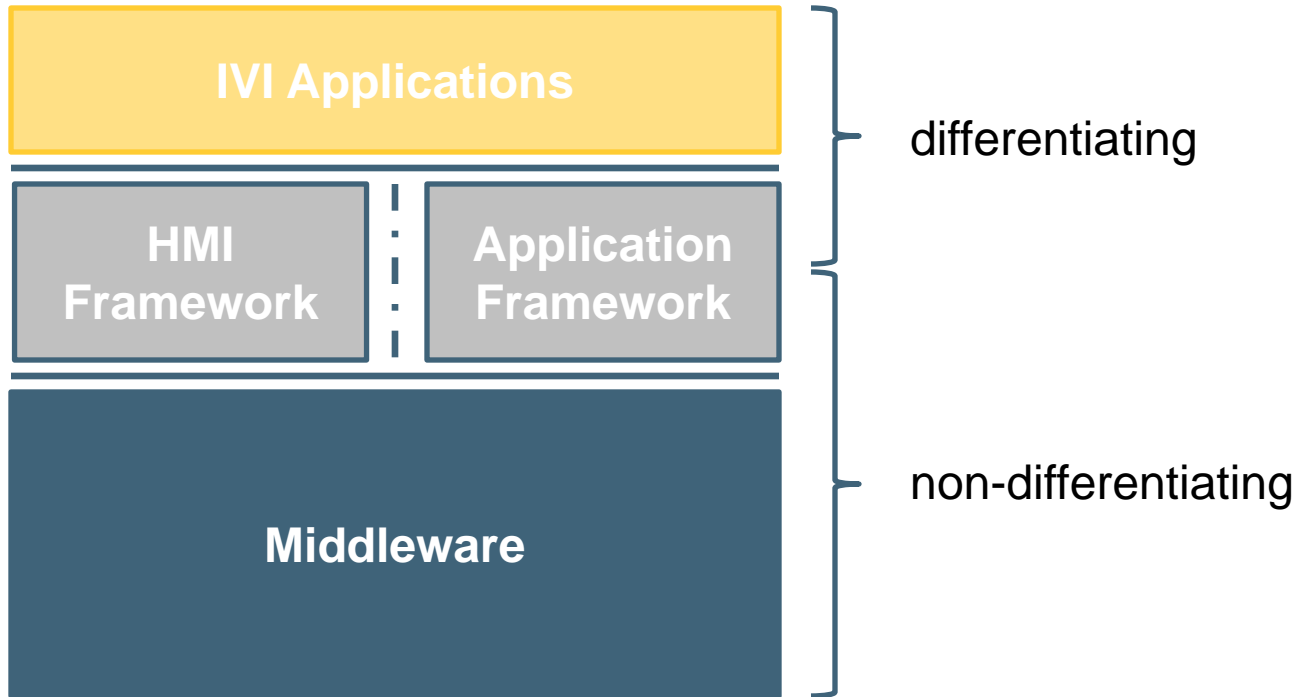 IVI Applications
differentiating
HMI
Framework
Application
Framework
non-differentiating
Middleware